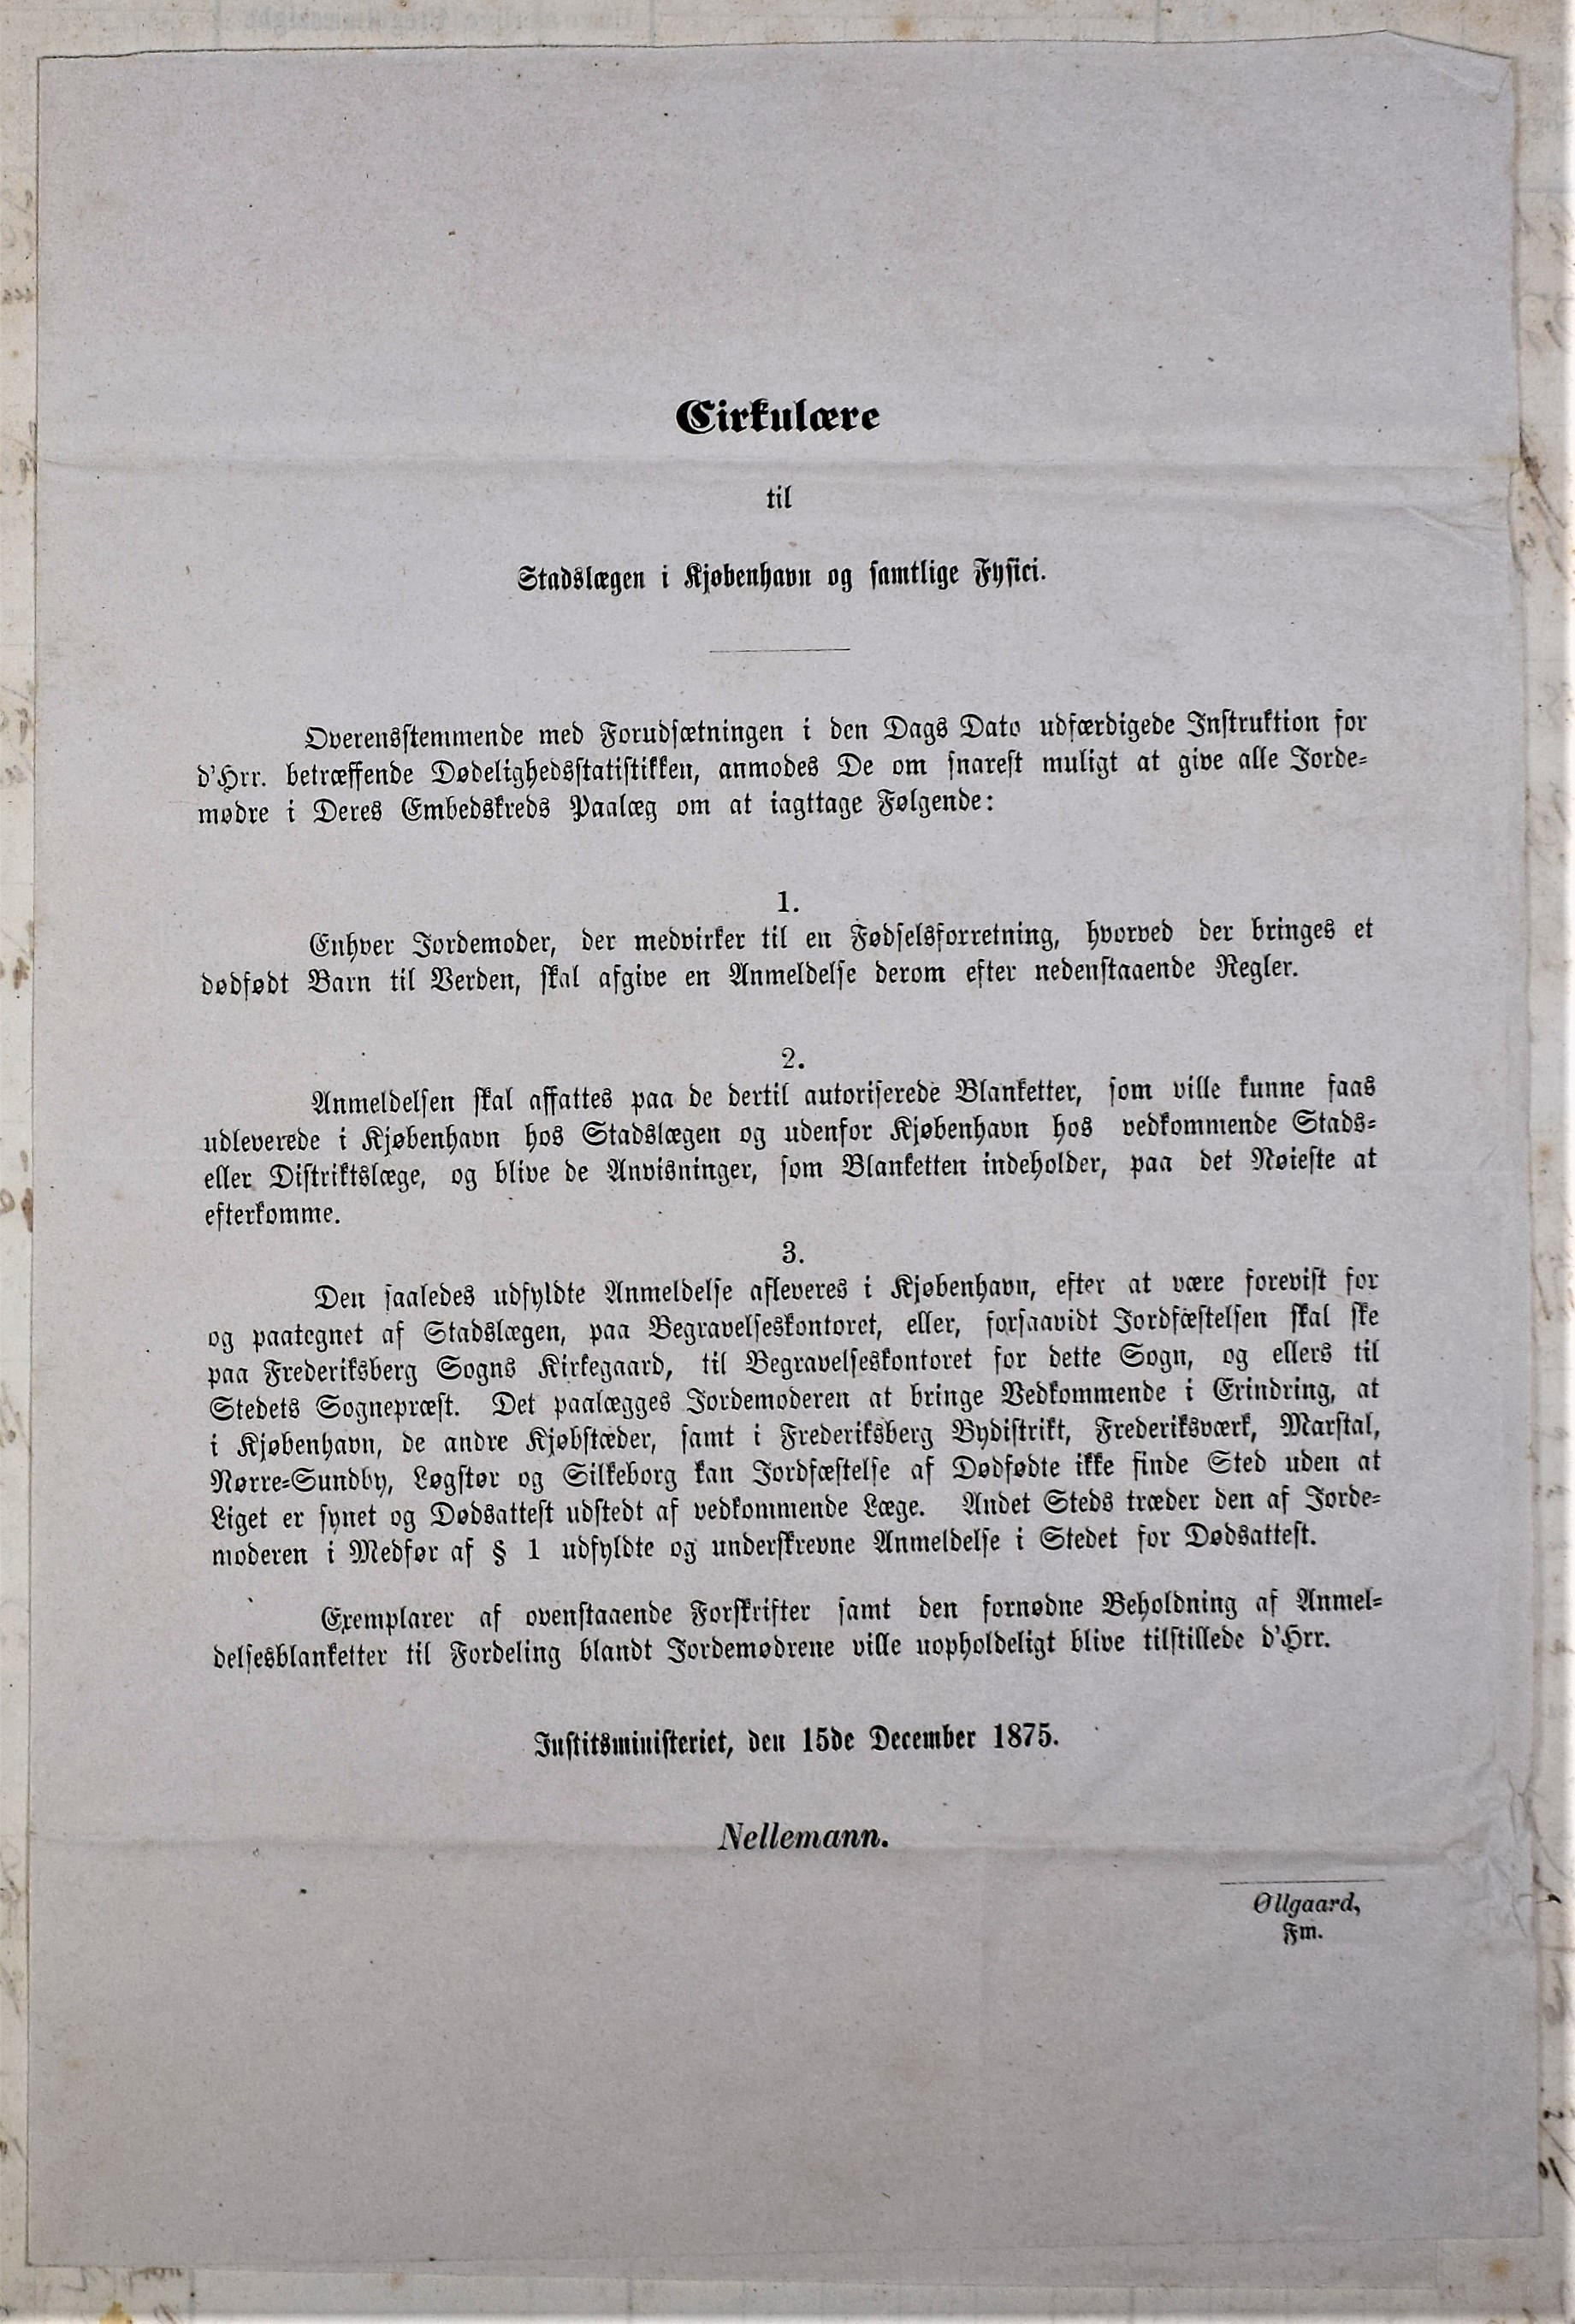 Cirkulære
til
Stadslægen i Kjøbenhavn og samtlige Fysici.
Overensstemmende med Forudsætningen i den Dags Dato udfærdigede Instruktion for
d'Hrr. betræffende Dødelighedsstatistikken, anmodes De om snarest muligt at give alle Jorde-
mødre i Deres Embedskreds Paalæg om at iagttage Følgende:
1.
Enhver Jordemoder, der medvirker til en Fødselsforretning, hvorved der bringes et
dødfødt Barn til Verden, skal afgive en Anmeldelse derom efter nedenstaaende Regler.
2.
Anmeldelsen skal affattes paa de dertil autoriserede Blanketter, som ville kunne faas
udleverede i Kjøbenhavn hos Stadslægen og udenfor Kjøbenhavn hos vedkommende Stads-
eller Distriktslæge, og blive de Anvisninger, som Blanketten indeholder, paa det Nøieste at
efterkomme.
3.
Den saaledes udfyldte Anmeldelse afleveres i Kjøbenhavn, efter at være forevist for
og paategnet af Stadslægen, paa Begravelseskontoret, eller, forsaavidt Jordfæstelsen skal ske
paa Frederiksberg Sogns Kirkegaard, til Begravelseskontoret for dette Sogn, og ellers til
Stedets Sognepræst. Det paalægges Jordemoderen at bringe Vedkommende i Erindring, at
i Kjøbenhavn, de andre Kjøbstæder, samt i Frederiksberg Bydistrikt, Frederiksværk, Marstal,
Nørre-Sundby, Løgstør og Silkeborg kan Jordfæstelse af Dødfødte ikke finde Sted uden at
Liget er synet og Dødsattest udstedt af vedkommende Læge. Andet Steds træder den af Jorde-
moderen i Medfør af § 1 udfyldte og underskrevne Anmeldelse i Stedet for Dødsattest.
Exemplarer af ovenstaaende Forskrifter samt den fornødne Beholdning af Anmel-
delsesblanketter til Fordeling blandt Jordemødrene ville uopholdeligt blive tilstillede d'Hrr.
Justitsministeriet, den 15de December 1875.
Nellemann.
Øllgaard,
Fm.